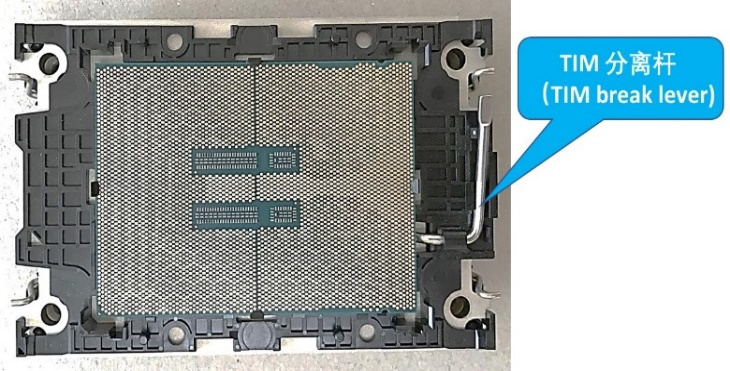 TIM 分离杆
（TIM break lever)